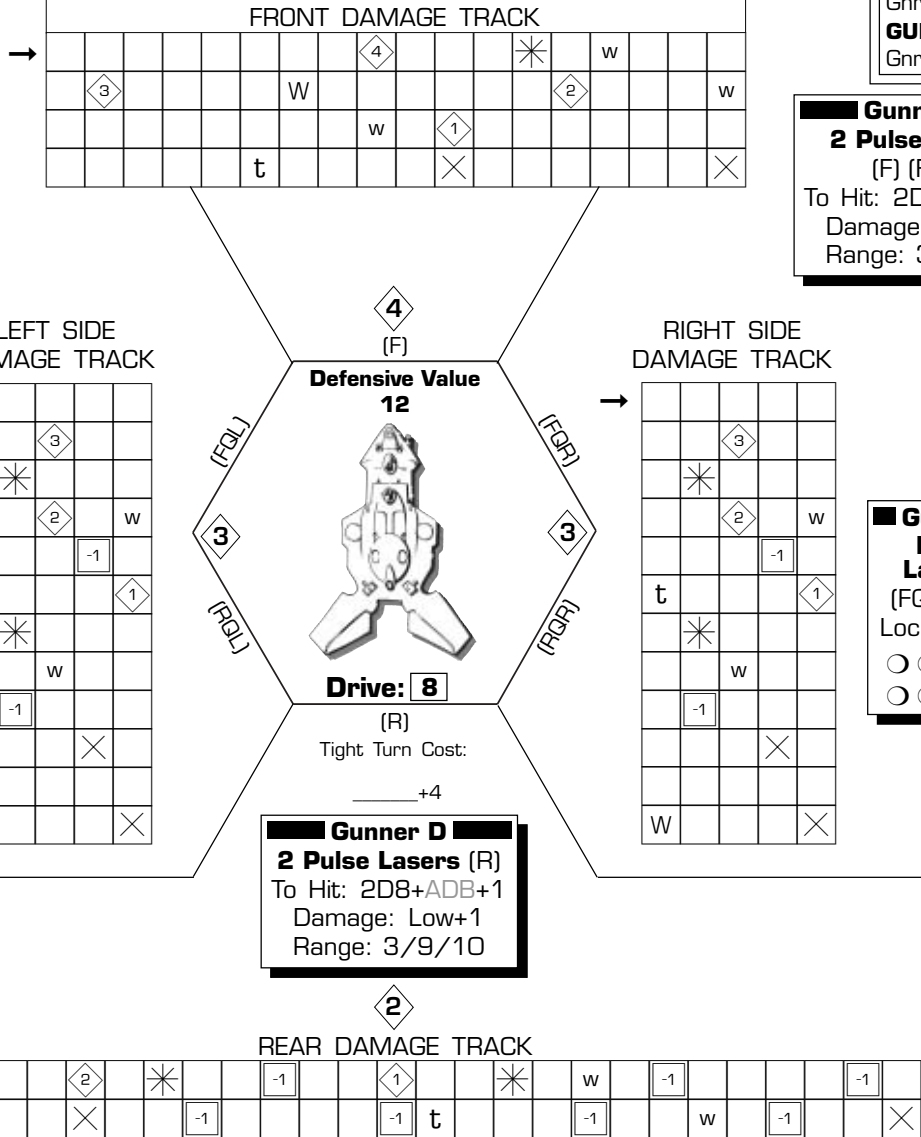 FRONT DAMAGE TRACK
4 w
3 W 2 w
w 1
t
GUN
Gunn
2 Pulse
(F)
To Hit: 2D
Damage
Range: 3
4
(F)
LEFT SIDE
DAMAGE TRACK
3
2 w
-1
1
w
-1
Defensive Value
12
(FQL)
(FQR)
3
3
(RQL)
(RQR)
Drive: 8
(R)
Tight Turn Cost:
______+4
RIGHT SIDE
DAMAGE TRACK
3
2 w
-1
t 1
w
-1
W
G
(FQ
Loc
Gunner D
2 Pulse Lasers (R)
To Hit: 2D8+ADB+1
Damage: Low+1
Range: 3/9/10
2
REAR DAMAGE TRACK
2 -1 1 w -1 -1
-1 -1 t -1 w -1